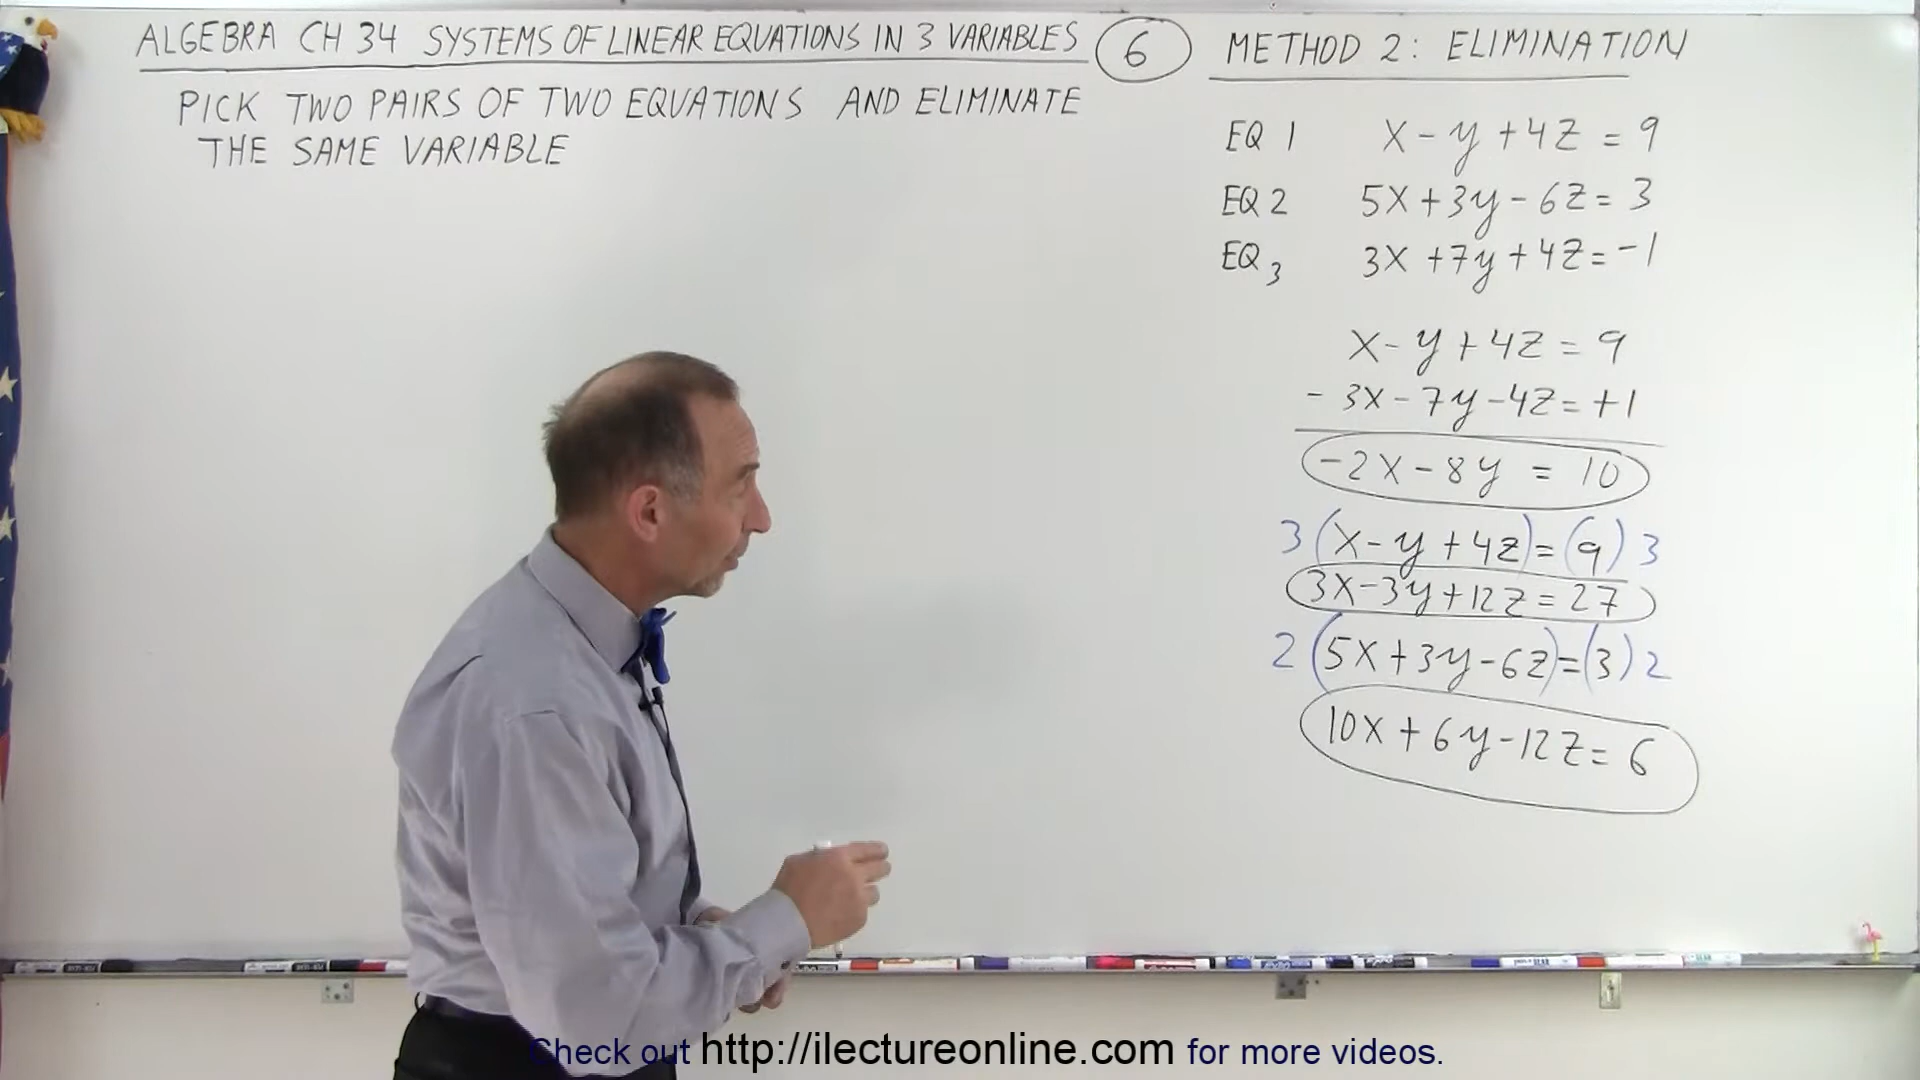 ALGEBRA CH 34 SYSTEMS OF LINEAR EQUATIONS IN 3 VARIABLES 6 METHOD 2: ELIMINATION
PICK TWO PAIRS OF TWO EQUATIONS AND ELIMINATE
THE SAME VARIABLE
EQ 1 X - y + 4Z = 9
EQ 2 5X + 3y - 6Z = 3
EQ 3 3X + 7y + 4Z = -1
X - y + 4Z = 9
- 3X - 7y - 4Z = +1
-2X - 8y = 10
3 (X - y + 4Z) = (9) 3
3X - 3y + 12Z = 27
2 (5X + 3y - 6Z) = (3) 2
10X + 6y - 12Z = 6
Check out http://ilectureonline.com for more videos.